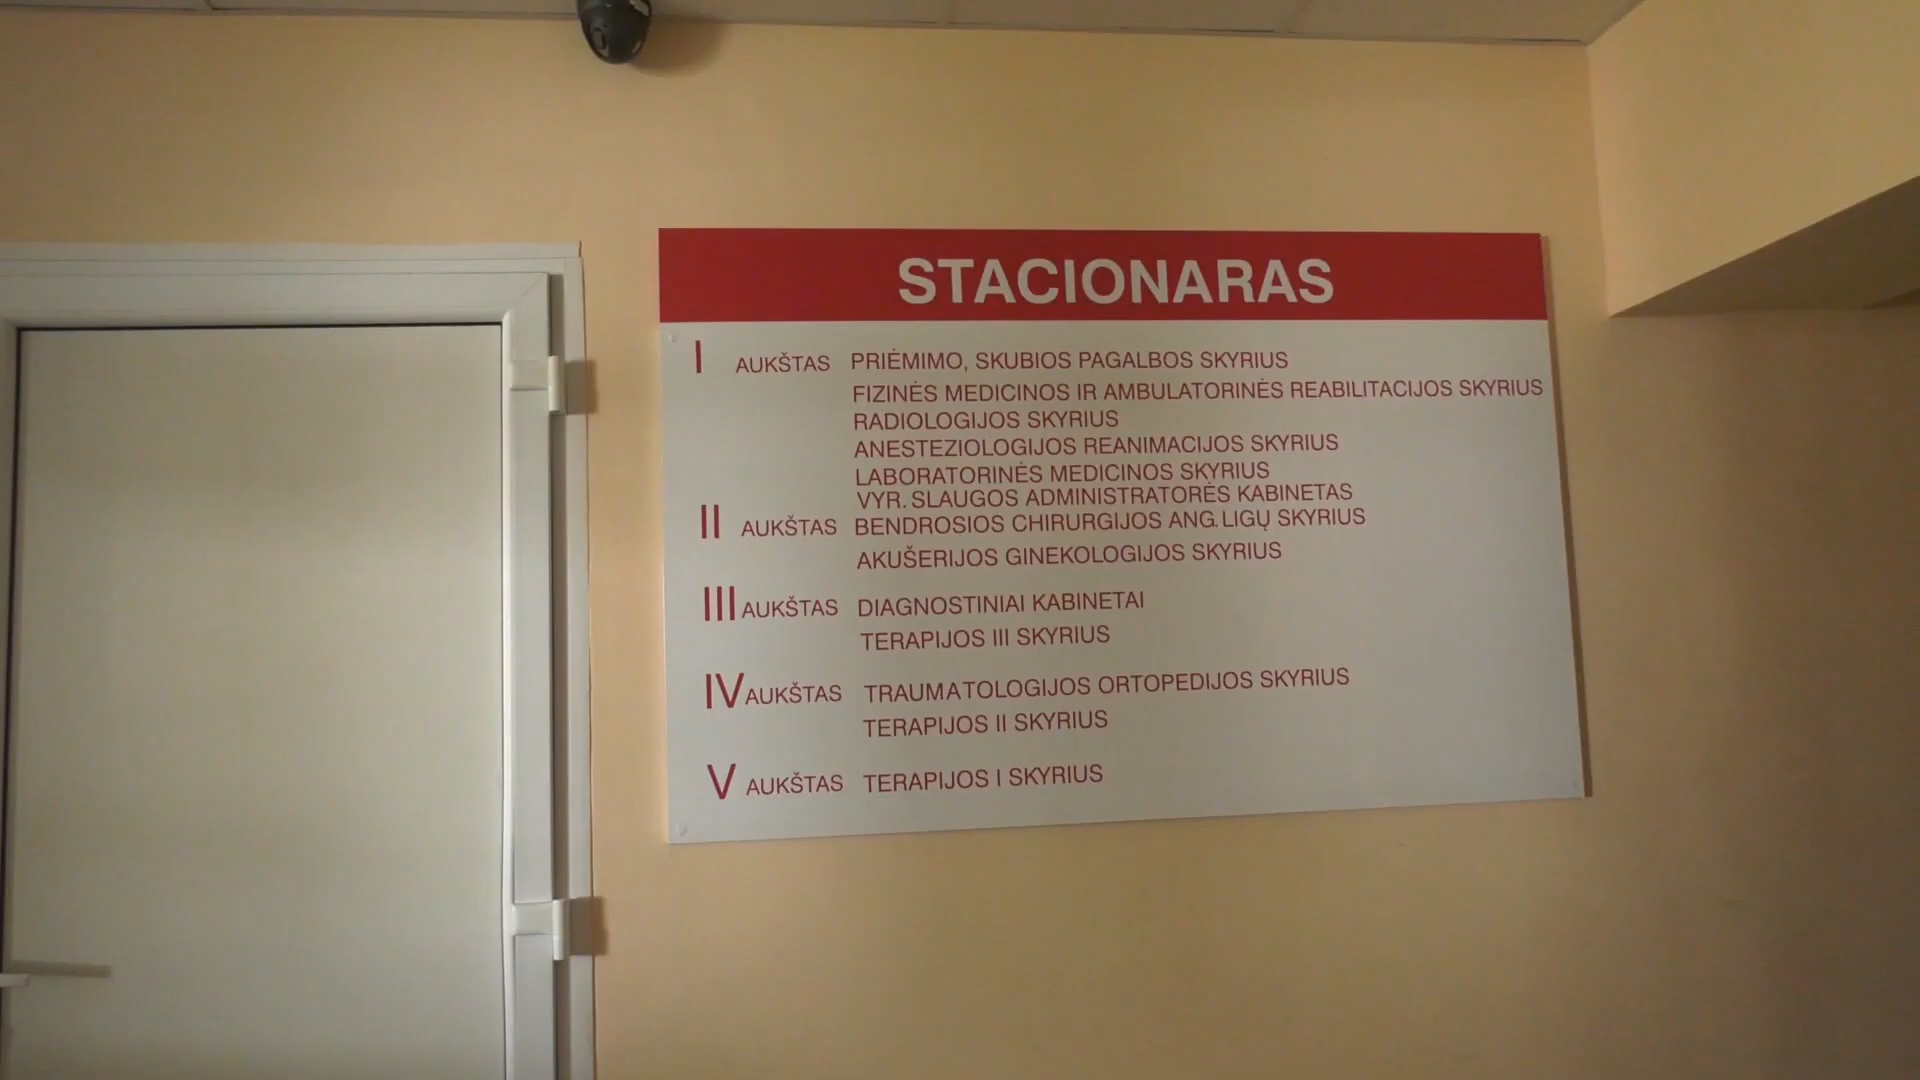 STACIONARAS
I AUKŠTAS PRIĖMIMO, SKUBIOS PAGALBOS SKYRIUS
FIZINĖS MEDICINOS IR AMBULATORINĖS REABILITACIJOS SKYRIUS
RADIOLOGIJOS SKYRIUS
ANESTEZIOLOGIJOS REANIMACIJOS SKYRIUS
LABORATORINĖS MEDICINOS SKYRIUS
VYR. SLAUGOS ADMINISTRATORĖS KABINETAS
II AUKŠTAS BENDROSIOS CHIRURGIJOS ANG. LIGŲ SKYRIUS
AKUŠERIJOS GINEKOLOGIJOS SKYRIUS
III AUKŠTAS DIAGNOSTINIAI KABINETAI
TERAPIJOS III SKYRIUS
IV AUKŠTAS TRAUMATOLOGIJOS ORTOPEDIJOS SKYRIUS
TERAPIJOS II SKYRIUS
V AUKŠTAS TERAPIJOS I SKYRIUS